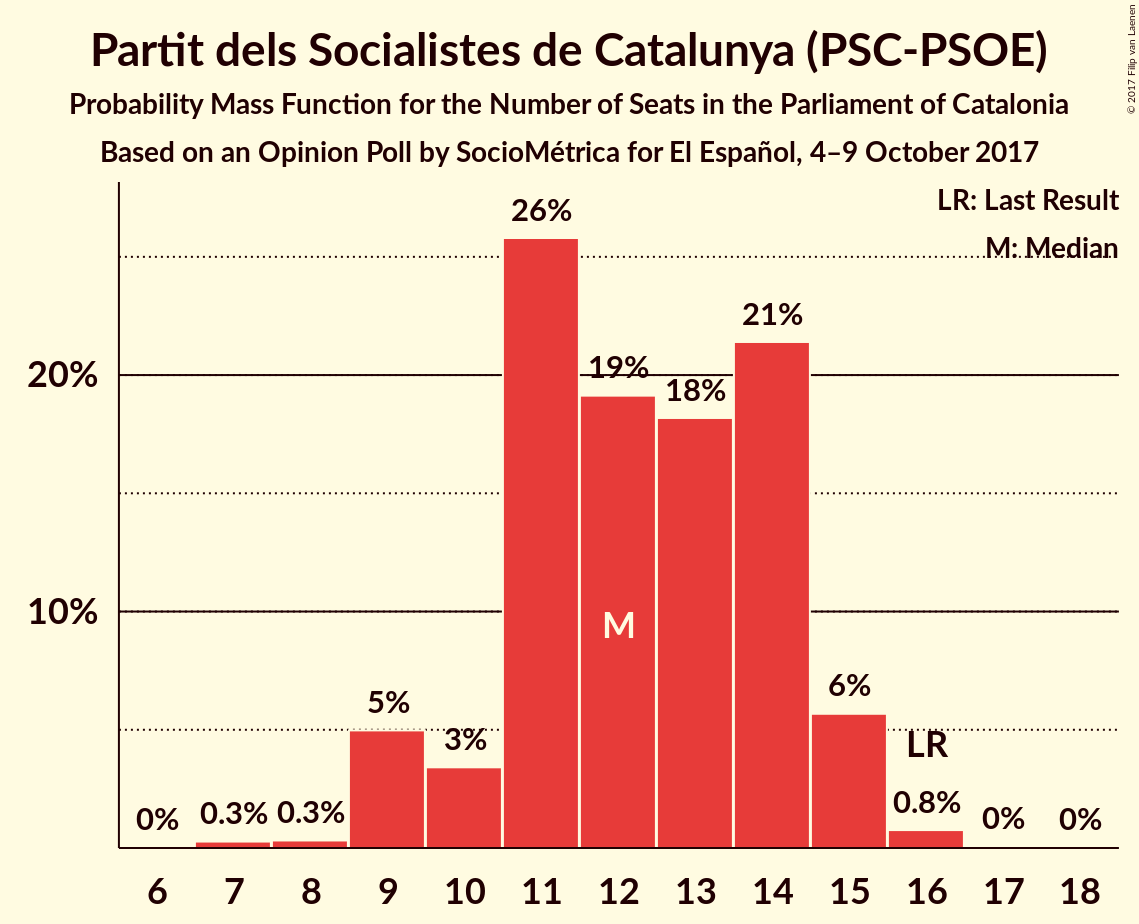 Partit dels Socialistes de Catalunya (PSC-PSOE)
Probability Mass Function for the Number of Seats in the Parliament of Catalonia
Based on an Opinion Poll by SocioMétrica for El Español, 4–9 October 2017
© 2017 Filip van Laenen
LR: Last Result
M: Median
26%
21%
19%
18%
20%
10%
M
6%
5%
3%
LR
0.8%
0% 0.3% 0.3%
0% 0%
6 7 8 9 10 11 12 13 14 15 16 17 18